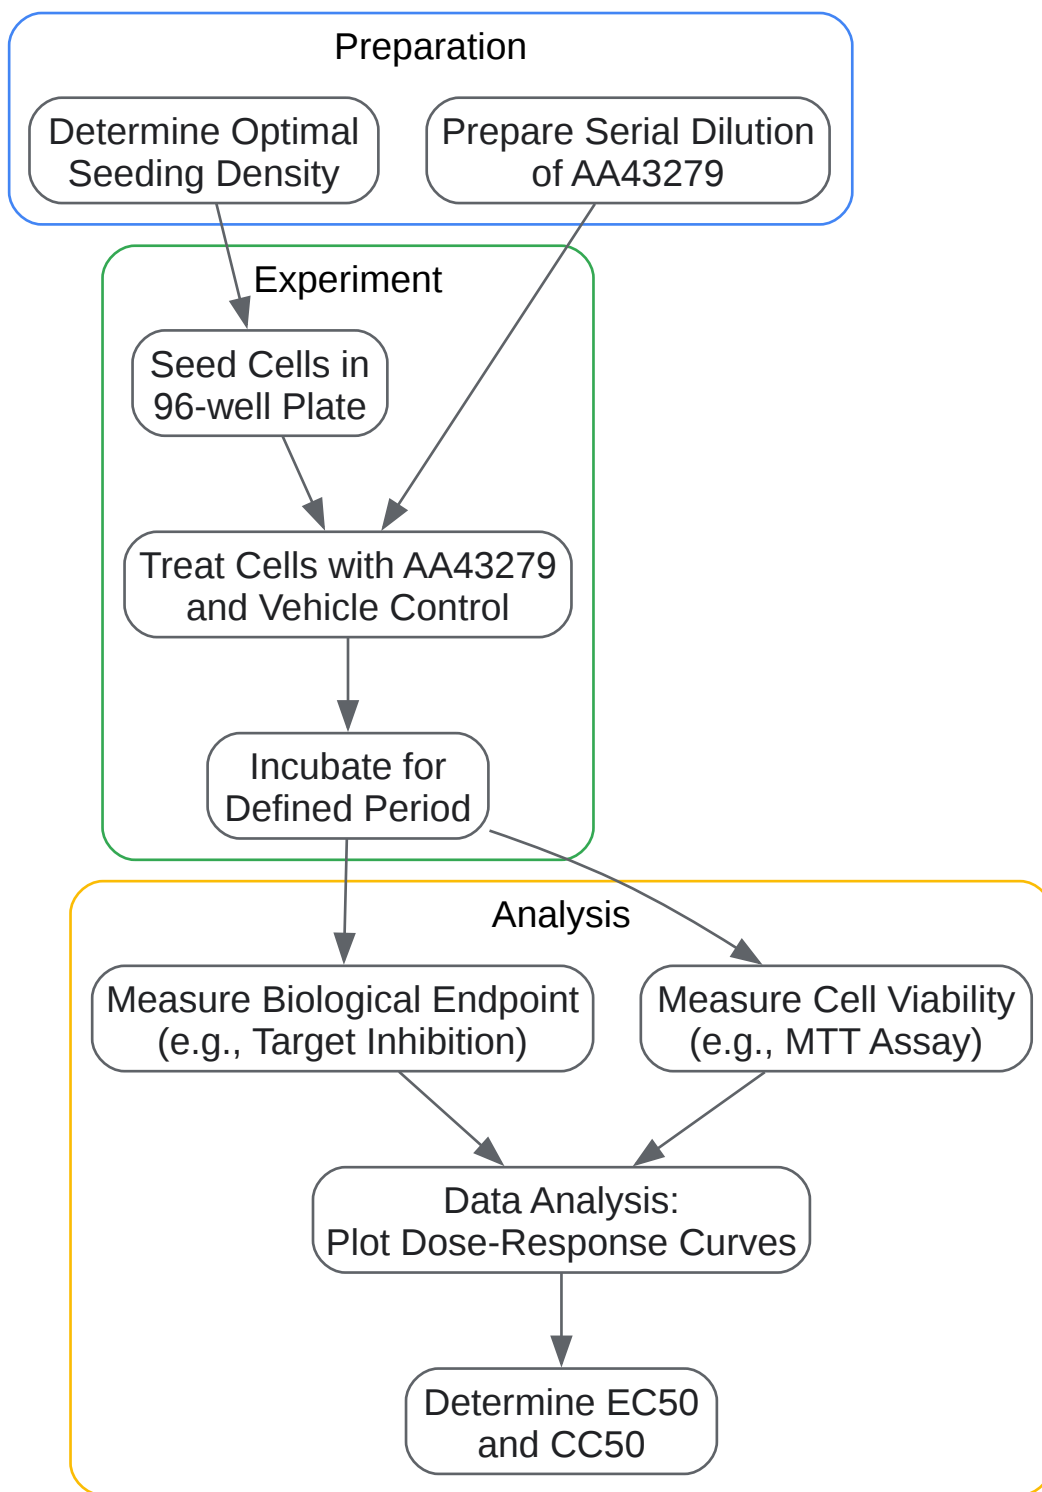 Preparation
Determine Optimal
Seeding Density
Prepare Serial Dilution
of AA43279
Experiment
Seed Cells in
96-well Plate
Treat Cells with AA43279
and Vehicle Control
Incubate for
Defined Period
Analysis
Measure Biological Endpoint
(e.g., Target Inhibition)
Measure Cell Viability
(e.g., MTT Assay)
Data Analysis:
Plot Dose-Response Curves
Determine EC50
and CC50